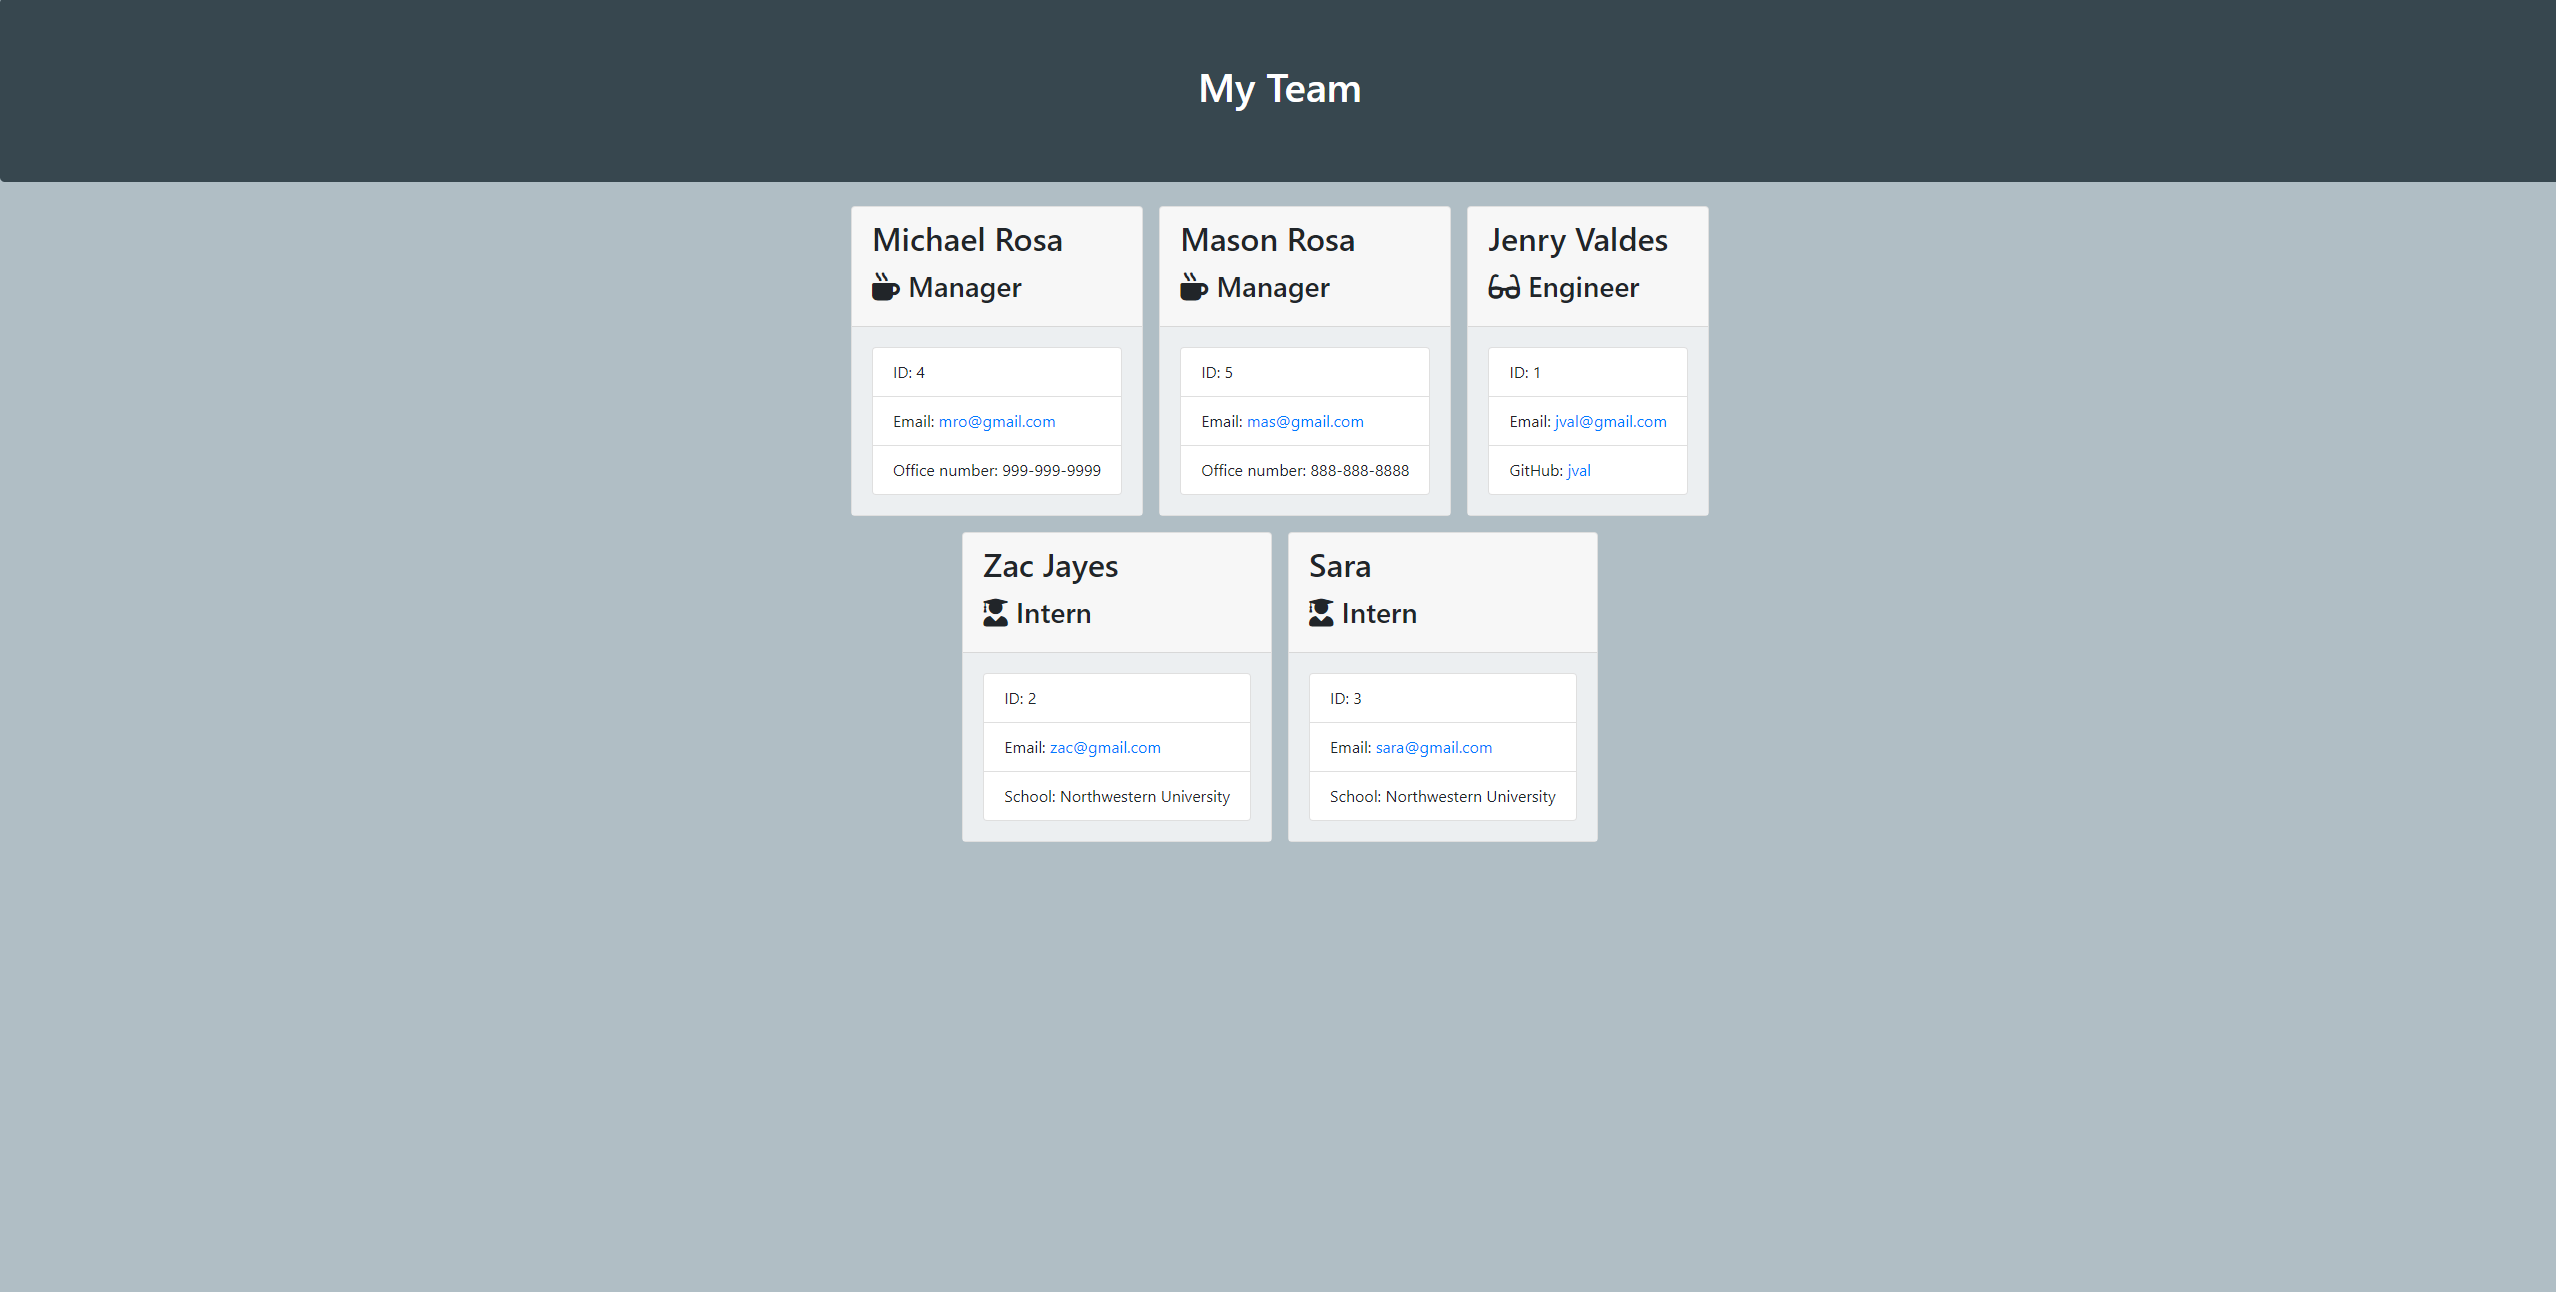 My Team
Michael Rosa
Manager
ID: 4
Email: mro@gmail.com
Office number: 999-999-9999
Mason Rosa
Manager
ID: 5
Email: mas@gmail.com
Office number: 888-888-8888
Jenry Valdes
Engineer
ID: 1
Email: jval@gmail.com
GitHub: jval
Zac Jayes
Intern
ID: 2
Email: zac@gmail.com
School: Northwestern University
Sara
Intern
ID: 3
Email: sara@gmail.com
School: Northwestern University